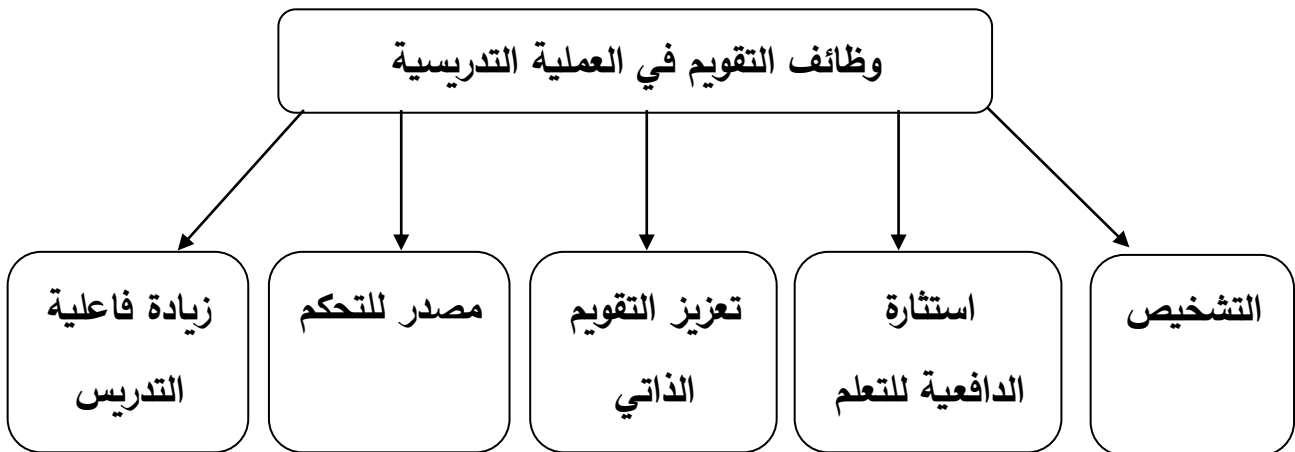 وظائف التقويم في العملية التدريسية
التشخيص
استثارة
الدافعية للتعلم
تعزيز التقويم
الذاتي
مصدر للتحكم
زيادة فاعلية
التدريس